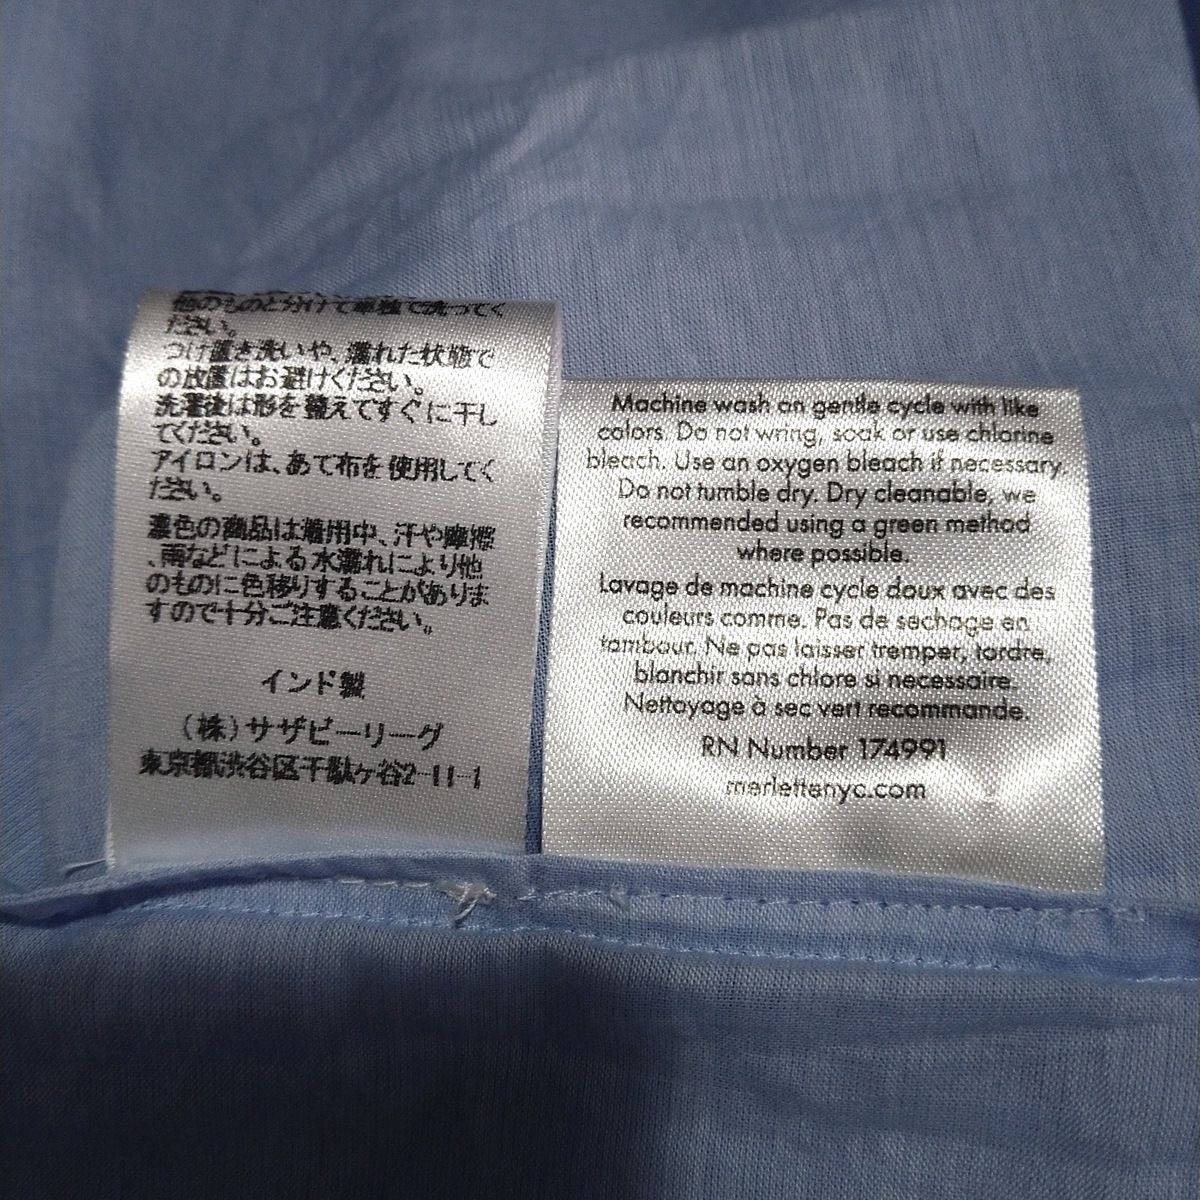 他のものと分けて単独で洗ってく
ださい。
つけ置き洗いや、濡れた状態で
の放置はお避けください。
洗濯後は形を整えてすぐに干し
てください。
アイロンは、あて布を使用してく
ださい。
濃色の商品は着用中、汗や摩擦
、雨などによる水濡れにより他
のものに色移りすることがありま
すので十分ご注意ください。
インド製
（株）サザビーリーグ
東京都渋谷区千駄ヶ谷2-11-1
Machine wash on gentle cycle with like
colors. Do not wring, soak or use chlorine
bleach. Use an oxygen bleach if necessary.
Do not tumble dry. Dry cleanable, we
recommended using a green method
where possible.
Lavage de machine cycle doux avec des
couleurs comme. Pas de sechage en
tambour. Ne pas laisser tremper, tordre,
blanchir sans chlore si necessaire.
Nettoyage à sec vert recommande.
RN Number 174991
merlettenyc.com